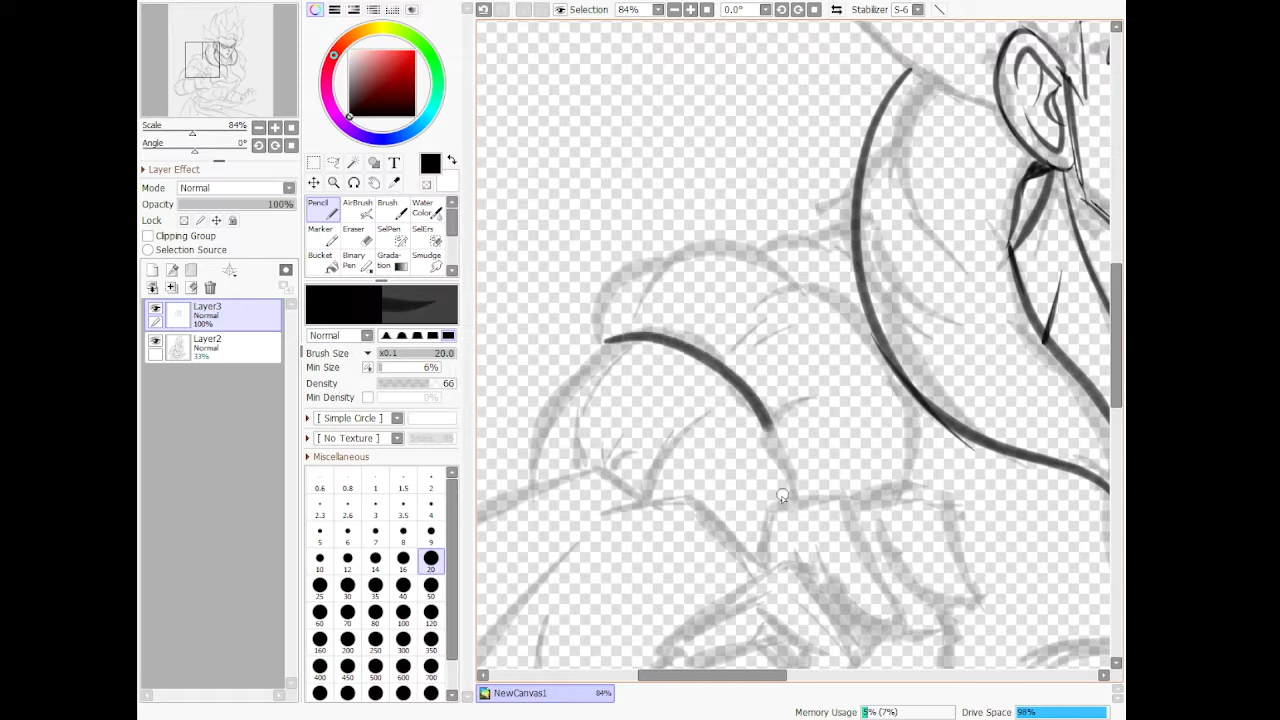 Selection 84% 0.0° Stabilizer S-6
Scale 84%
Angle 0°
Layer Effect
Mode Normal
Opacity 100%
Lock
Clipping Group
Selection Source
Layer3
Normal
100%
Layer2
Normal
33%
T
Pencil AirBrush Brush Water Color
Marker Eraser SelPen SelErs
Bucket Binary Pen Grada-tion Smudge
Normal
Brush Size x0.1 20.0
Min Size 6%
Density 66
Min Density 0%
[ Simple Circle ]
[ No Texture ]
Miscellaneous
0.6 0.8 1 1.5 2
2.3 2.6 3 3.5 4
5 6 7 8 9
10 12 14 16 20
25 30 35 40 50
60 70 80 100 120
160 200 250 300 350
400 450 500 600 700
NewCanvas1 84%
Memory Usage 5% (7%) Drive Space 98%